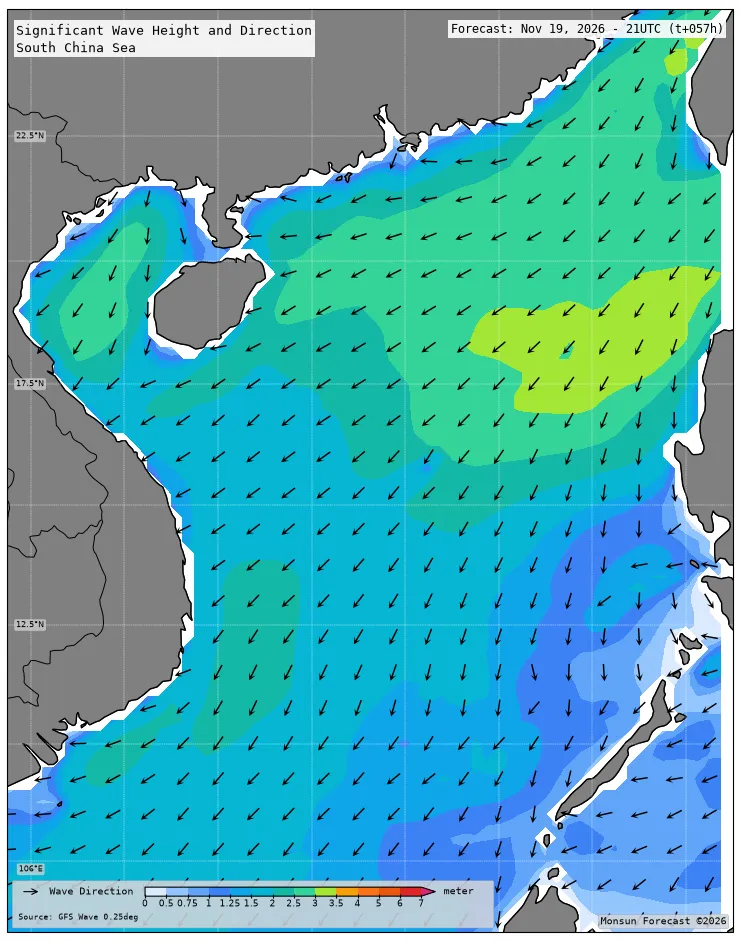 Significant Wave Height and Direction
South China Sea
Forecast: Nov 19, 2026 - 21UTC (t+057h)
22.5°N
17.5°N
12.5°N
106°E
Wave Direction
meter
0 0.5 0.75 1 1.25 1.5 2 2.5 3 3.5 4 5 6 7
Source: GFS Wave 0.25deg
Monsun Forecast ©2026